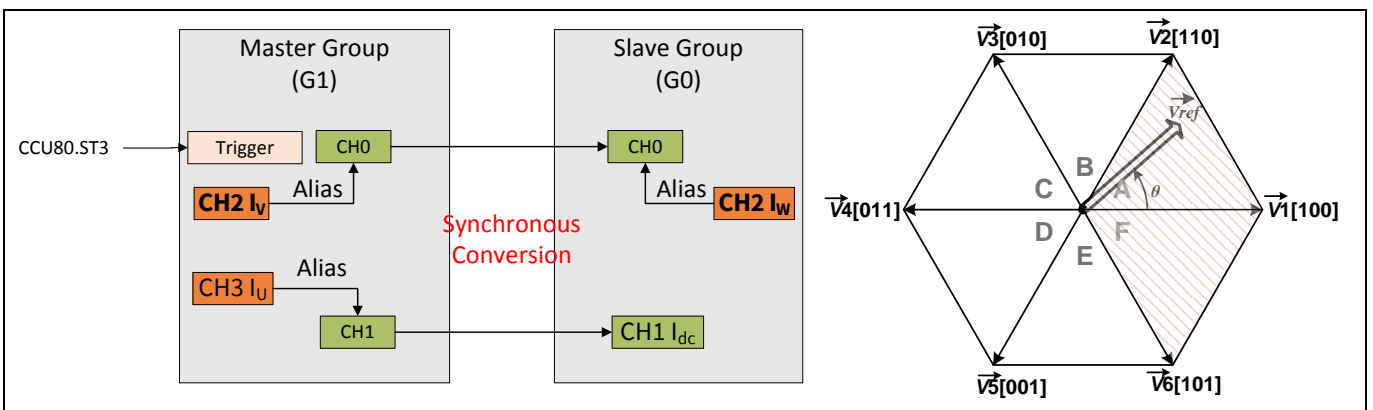 Master Group
(G1)
Slave Group
(G0)
CCU80.ST3
Trigger
CH0
CH0
Alias
Alias
CH2 IV
CH2 IW
Synchronous
Conversion
Alias
CH3 IU
CH1
CH1 Idc
V3[010]
V2[110]
Vref
B
C
A
θ
V4[011]
V1[100]
D
F
E
V5[001]
V6[101]